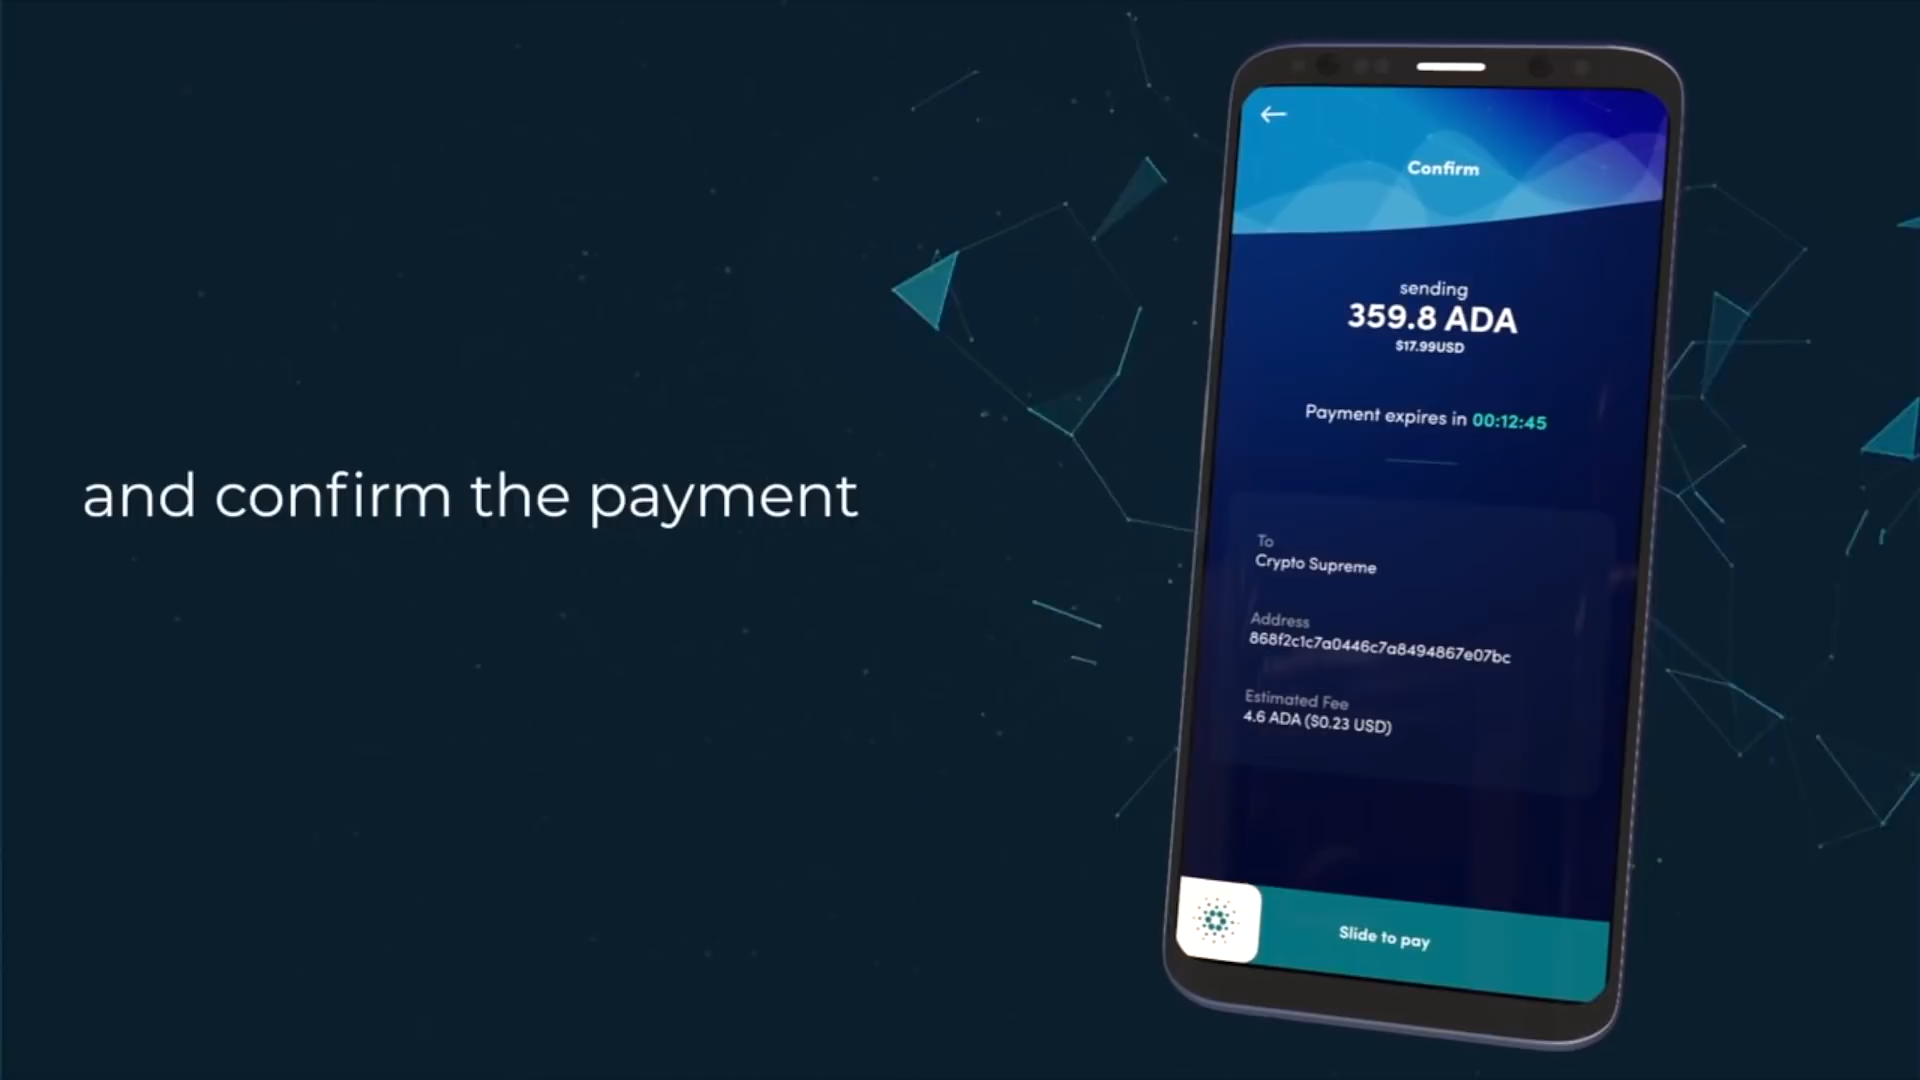 and confirm the payment
Confirm
sending
359.8 ADA
$17.99USD
Payment expires in 00:12:45
To
Crypto Supreme
Address
868f2c1c7a0446c7a8494867e07bc
Estimated Fee
4.6 ADA ($0.23 USD)
Slide to pay